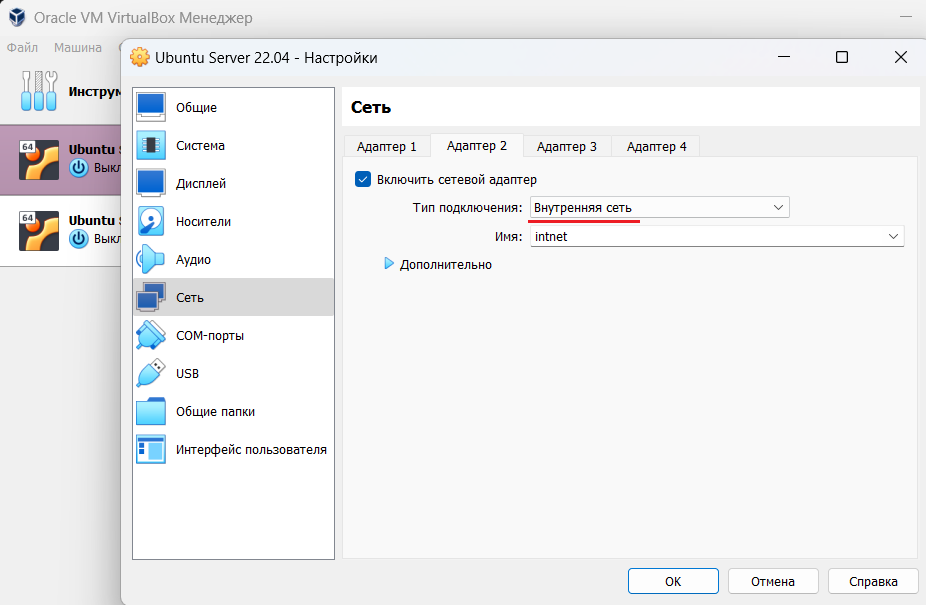 Oracle VM VirtualBox Менеджер
Файл Машина
Ubuntu Server 22.04 - Настройки
Инструм
64
Ubuntu S
Выкл
64
Ubuntu S
Выкл
Общие
Система
Дисплей
Носители
Аудио
Сеть
COM-порты
USB
Общие папки
Интерфейс пользователя
Сеть
Адаптер 1 Адаптер 2 Адаптер 3 Адаптер 4
Включить сетевой адаптер
Тип подключения: Внутренняя сеть
Имя: intnet
Дополнительно
OK Отмена Справка